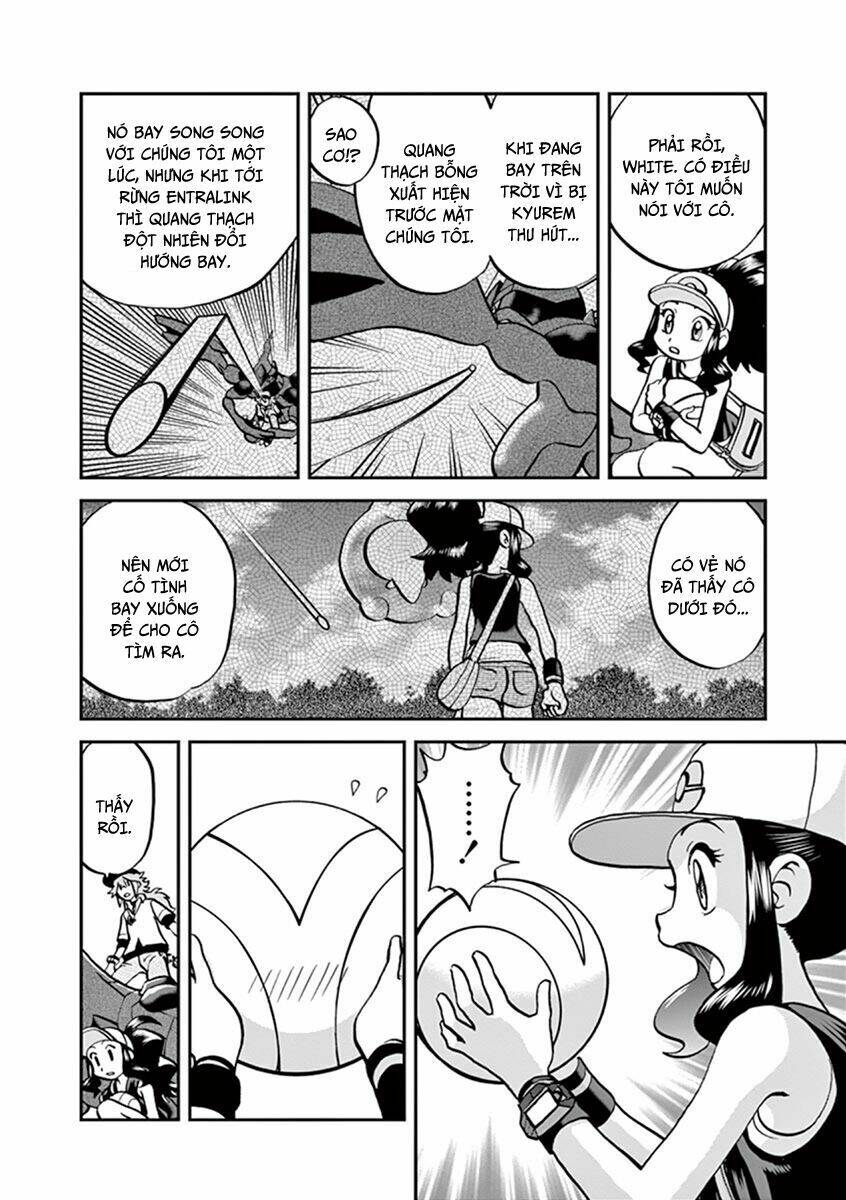 PHẢI RỒI,
WHITE. CÓ ĐIỀU
NÀY TÔI MUỐN
NÓI VỚI CÔ.
KHI ĐANG
BAY TRÊN
TRỜI VÌ BỊ
KYUREM
THU HÚT...
QUANG
THẠCH BỖNG
XUẤT HIỆN
TRƯỚC MẶT
CHÚNG TÔI.
SAO
CƠ!?
NÓ BAY SONG SONG
VỚI CHÚNG TÔI MỘT
LÚC, NHƯNG KHI TỚI
RỪNG ENTRALINK
THÌ QUANG THẠCH
ĐỘT NHIÊN ĐỔI
HƯỚNG BAY.
CÓ VẺ NÓ
ĐÃ THẤY CÔ
DƯỚI ĐÓ...
NÊN MỚI
CỐ TÌNH
BAY XUỐNG
ĐỂ CHO CÔ
TÌM RA.
...!
THẤY
RỒI.